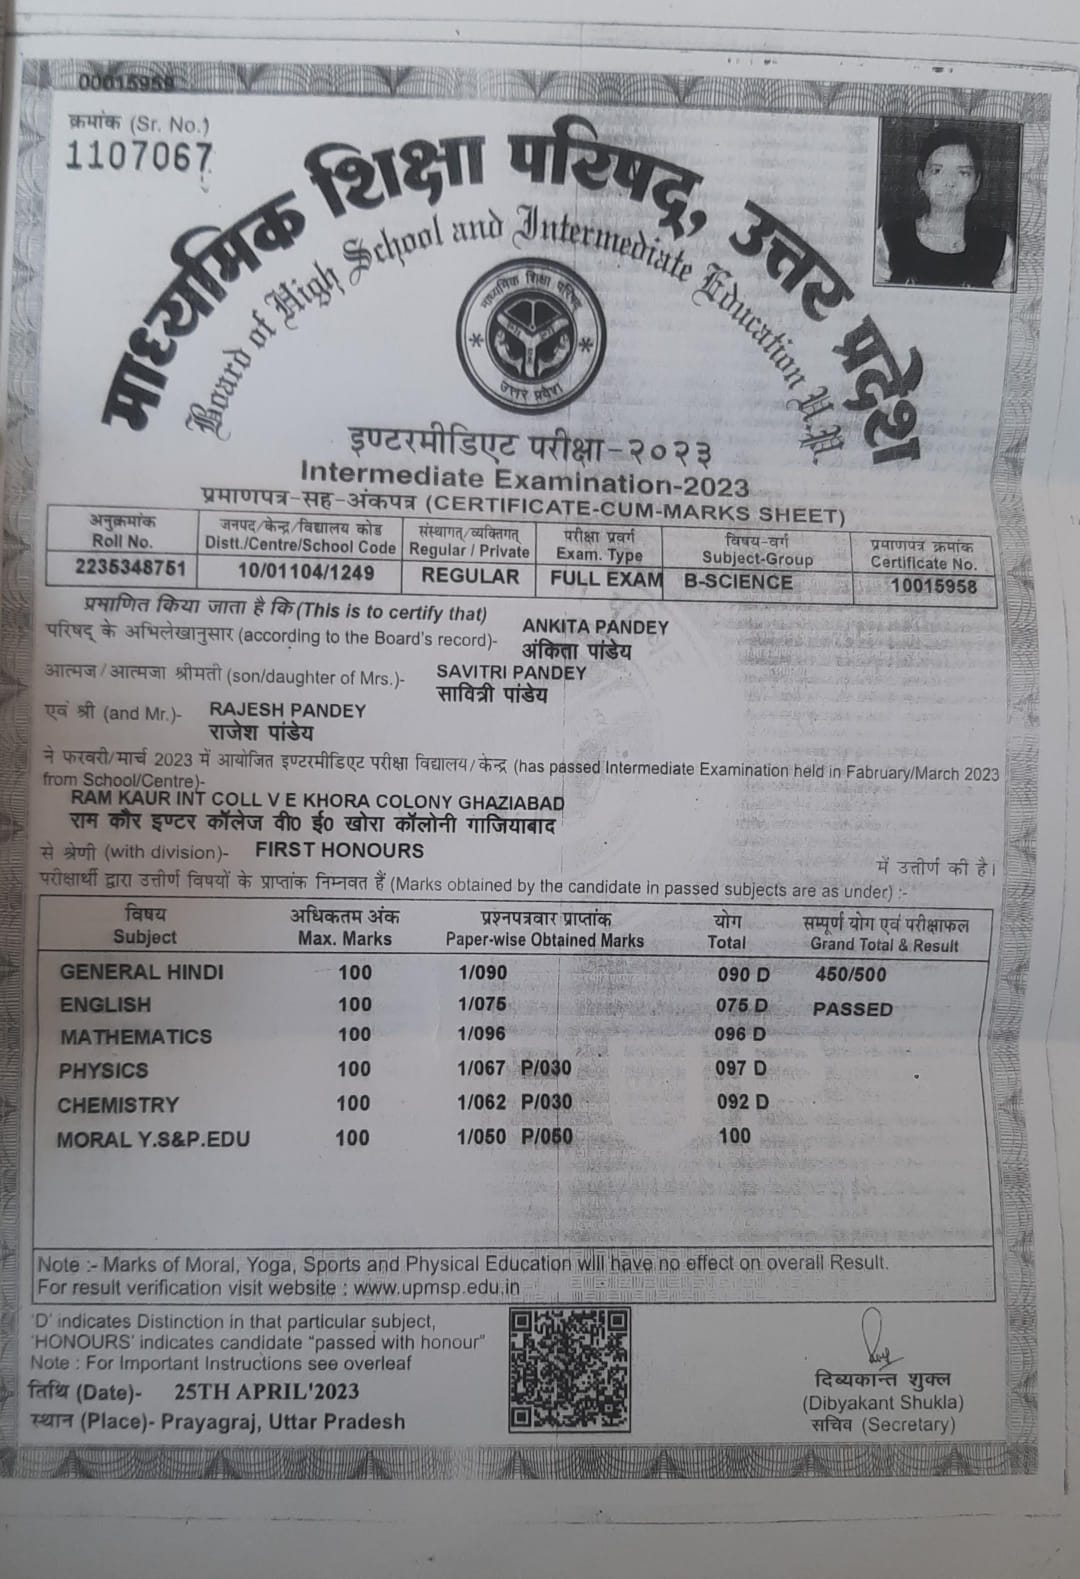 00015958
क्रमांक (Sr. No.)
1107067
माध्यमिक शिक्षा परिषद्, उत्तर प्रदेश
Board of High School and Intermediate Education U.P.
माध्यमिक शिक्षा परिषद्
उत्तर प्रदेश
इण्टरमीडिएट परीक्षा-२०२३
Intermediate Examination-2023
प्रमाणपत्र-सह-अंकपत्र (CERTIFICATE-CUM-MARKS SHEET)
अनुक्रमांक जनपद/केन्द्र/विद्यालय कोड संस्थागत/व्यक्तिगत परीक्षा प्रवर्ग विषय-वर्ग प्रमाणपत्र क्रमांक
Roll No. Distt./Centre/School Code Regular / Private Exam. Type Subject-Group Certificate No.
2235348751 10/01104/1249 REGULAR FULL EXAM B-SCIENCE 10015958
प्रमाणित किया जाता है कि (This is to certify that)
परिषद् के अभिलेखानुसार (according to the Board's record)- ANKITA PANDEY
अंकिता पांडेय
आत्मज/आत्मजा श्रीमती (son/daughter of Mrs.)- SAVITRI PANDEY
सावित्री पांडेय
एवं श्री (and Mr.)- RAJESH PANDEY
राजेश पांडेय
ने फरवरी/मार्च 2023 में आयोजित इण्टरमीडिएट परीक्षा विद्यालय/केन्द्र (has passed Intermediate Examination held in Fabruary/March 2023
from School/Centre)-
RAM KAUR INT COLL V E KHORA COLONY GHAZIABAD
राम कौर इण्टर कॉलेज वी0 ई0 खोरा कॉलोनी गाजियाबाद
से श्रेणी (with division)- FIRST HONOURS में उत्तीर्ण की है।
परीक्षार्थी द्वारा उत्तीर्ण विषयों के प्राप्तांक निम्नवत हैं (Marks obtained by the candidate in passed subjects are as under) :-
विषय अधिकतम अंक प्रश्नपत्रवार प्राप्तांक योग सम्पूर्ण योग एवं परीक्षाफल
Subject Max. Marks Paper-wise Obtained Marks Total Grand Total & Result
GENERAL HINDI 100 1/090 090 D 450/500
ENGLISH 100 1/075 075 D PASSED
MATHEMATICS 100 1/096 096 D
PHYSICS 100 1/067 P/030 097 D
CHEMISTRY 100 1/062 P/030 092 D
MORAL Y.S&P.EDU 100 1/050 P/050 100
Note :- Marks of Moral, Yoga, Sports and Physical Education will have no effect on overall Result.
For result verification visit website : www.upmsp.edu.in
'D' indicates Distinction in that particular subject,
'HONOURS' indicates candidate "passed with honour"
Note : For Important Instructions see overleaf
तिथि (Date)- 25TH APRIL'2023
स्थान (Place)- Prayagraj, Uttar Pradesh
दिब्यकान्त शुक्ल
(Dibyakant Shukla)
सचिव (Secretary)